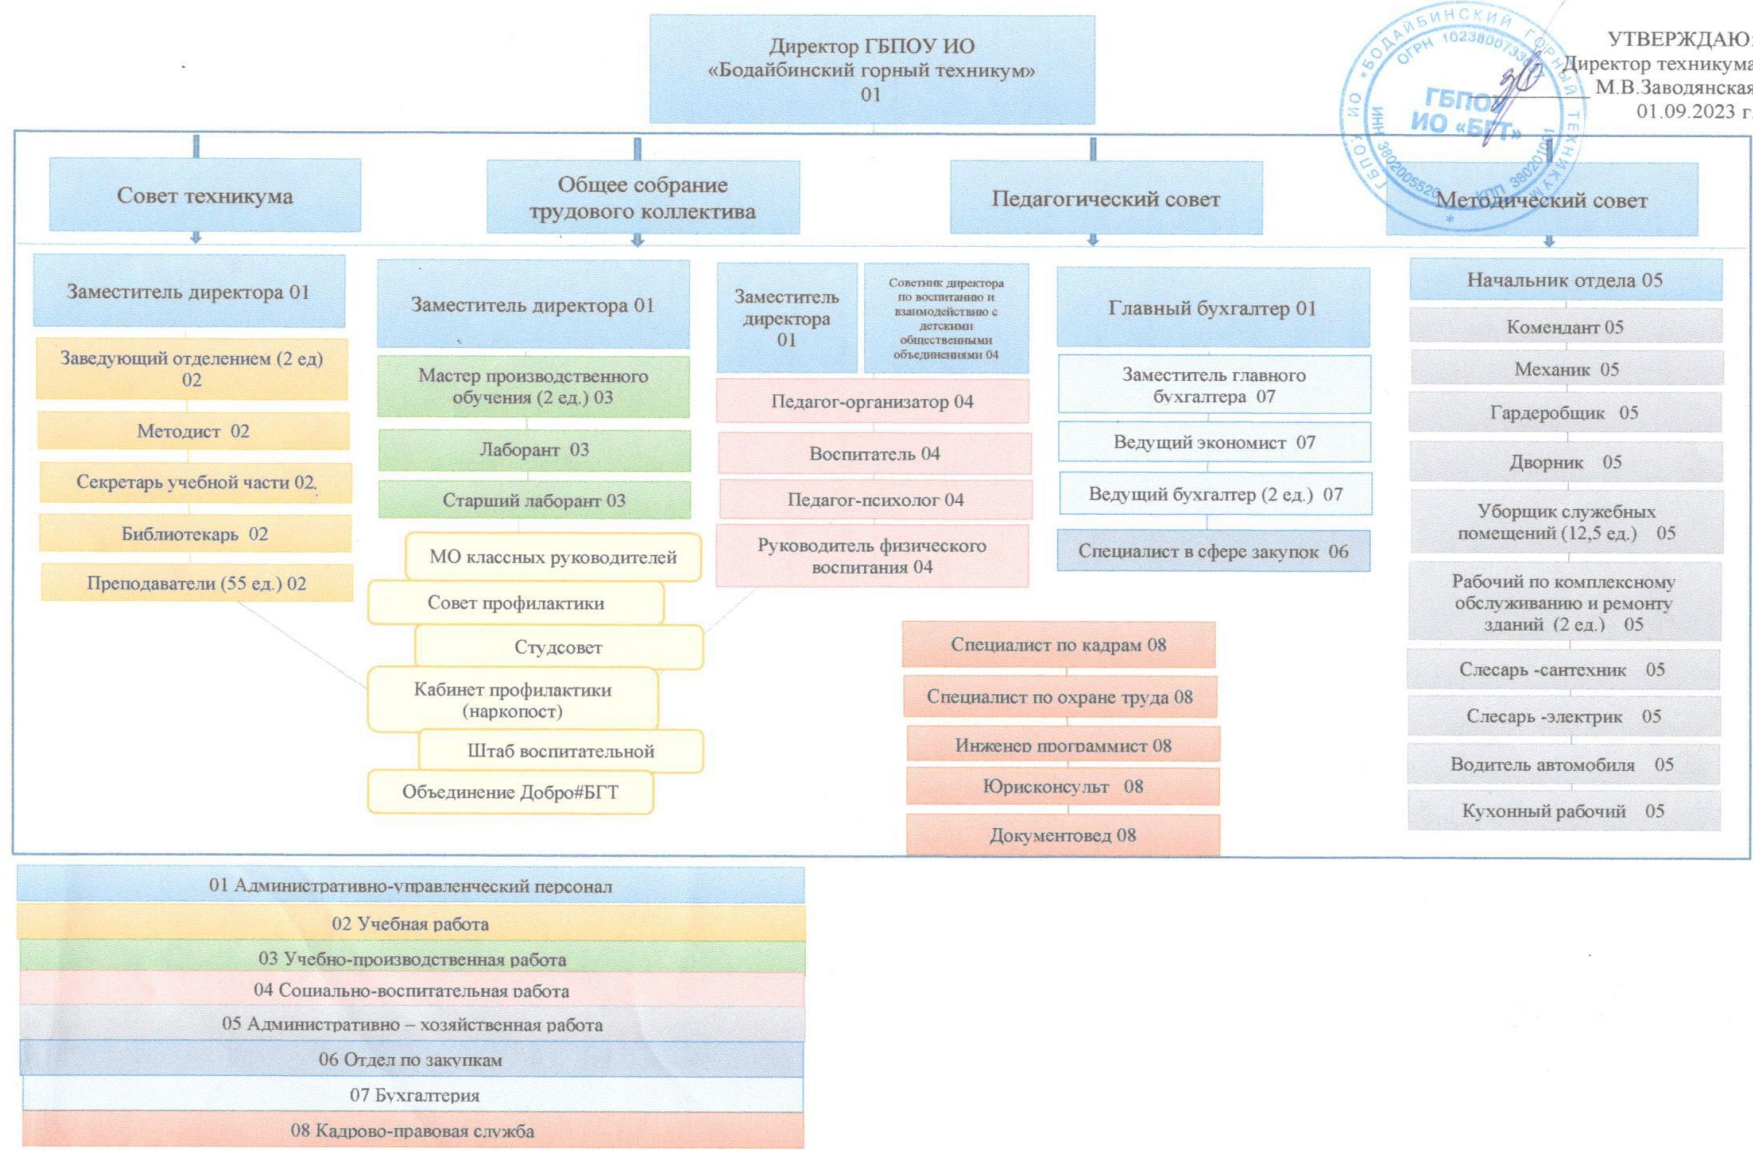 Директор ГБПОУ ИО
«Бодайбинский горный техникум»
01
УТВЕРЖДАЮ:
Директор техникума
М.В.Заводянская
01.09.2023 г.
ГБПОУ ИО «БОДАЙБИНСКИЙ ГОРНЫЙ ТЕХНИКУМ»
ОГРН
ГБПОУ
ИО «БГТ»
ИНН 3802005520
КПП 380201001
Совет техникума
Общее собрание
трудового коллектива
Педагогический совет
Методический совет
Заместитель директора 01
Заведующий отделением (2 ед)
02
Методист 02
Секретарь учебной части 02.
Библиотекарь 02
Преподаватели (55 ед.) 02
Заместитель директора 01
Мастер производственного
обучения (2 ед.) 03
Лаборант 03
Старший лаборант 03
МО классных руководителей
Совет профилактики
Студсовет
Кабинет профилактики
(наркопост)
Штаб воспитательной
Объединение Добро#БГТ
Заместитель
директора
01
Советник директора
по воспитанию и
взаимодействию с
детскими
общественными
объединениями 04
Педагог-организатор 04
Воспитатель 04
Педагог-психолог 04
Руководитель физического
воспитания 04
Главный бухгалтер 01
Заместитель главного
бухгалтера 07
Ведущий экономист 07
Ведущий бухгалтер (2 ед.) 07
Специалист в сфере закупок 06
Специалист по кадрам 08
Специалист по охране труда 08
Инженер программист 08
Юрисконсульт 08
Документовед 08
Начальник отдела 05
Комендант 05
Механик 05
Гардеробщик 05
Дворник 05
Уборщик служебных
помещений (12,5 ед.) 05
Рабочий по комплексному
обслуживанию и ремонту
зданий (2 ед.) 05
Слесарь -сантехник 05
Слесарь -электрик 05
Водитель автомобиля 05
Кухонный рабочий 05
01 Административно-управленческий персонал
02 Учебная работа
03 Учебно-производственная работа
04 Социально-воспитательная работа
05 Административно – хозяйственная работа
06 Отдел по закупкам
07 Бухгалтерия
08 Кадрово-правовая служба